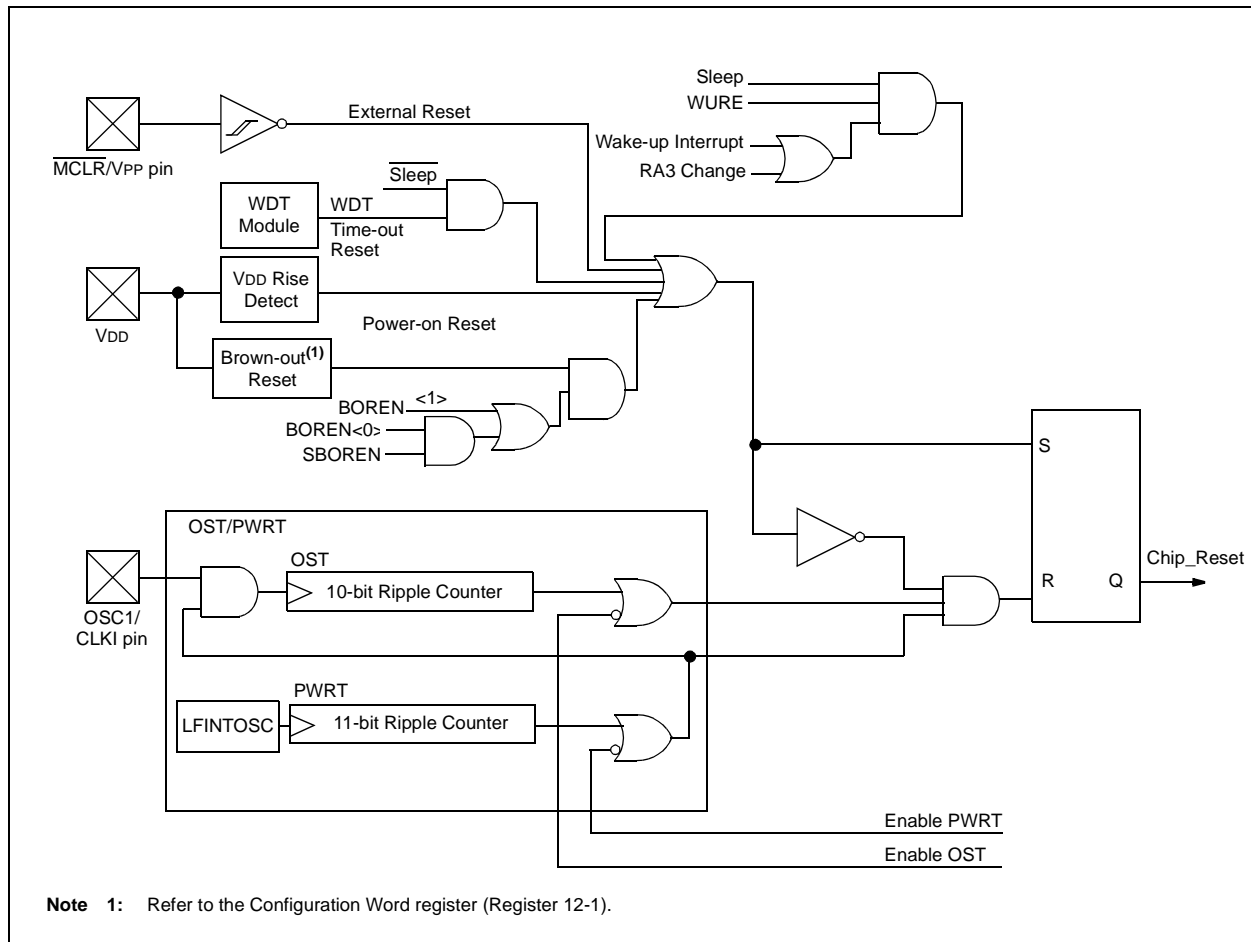 Sleep
WURE
External Reset
Wake-up Interrupt
RA3 Change
MCLR/VPP pin
Sleep
WDT
Module
WDT
Time-out
Reset
VDD Rise
Detect
VDD
Power-on Reset
Brown-out(1)
Reset
BOREN <1>
BOREN<0>
SBOREN
S
OST/PWRT
OST
10-bit Ripple Counter
Chip_Reset
R Q
OSC1/
CLKI pin
PWRT
LFINTOSC
11-bit Ripple Counter
Enable PWRT
Enable OST
Note 1: Refer to the Configuration Word register (Register 12-1).